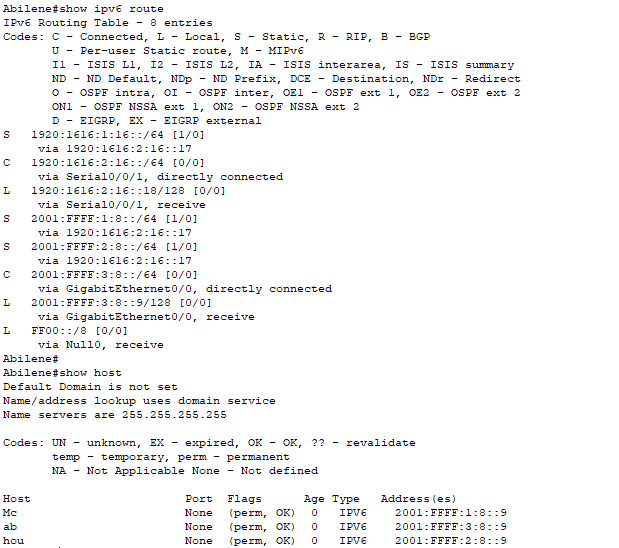 Abilene#show ipv6 route
IPv6 Routing Table - 8 entries
Codes: C - Connected, L - Local, S - Static, R - RIP, B - BGP
       U - Per-user Static route, M - MIPv6
       I1 - ISIS L1, I2 - ISIS L2, IA - ISIS interarea, IS - ISIS summary
       ND - ND Default, NDp - ND Prefix, DCE - Destination, NDr - Redirect
       O - OSPF intra, OI - OSPF inter, OE1 - OSPF ext 1, OE2 - OSPF ext 2
       ON1 - OSPF NSSA ext 1, ON2 - OSPF NSSA ext 2
       D - EIGRP, EX - EIGRP external
S   1920:1616:1:16::/64 [1/0]
     via 1920:1616:2:16::17
C   1920:1616:2:16::/64 [0/0]
     via Serial0/0/1, directly connected
L   1920:1616:2:16::18/128 [0/0]
     via Serial0/0/1, receive
S   2001:FFFF:1:8::/64 [1/0]
     via 1920:1616:2:16::17
S   2001:FFFF:2:8::/64 [1/0]
     via 1920:1616:2:16::17
C   2001:FFFF:3:8::/64 [0/0]
     via GigabitEthernet0/0, directly connected
L   2001:FFFF:3:8::9/128 [0/0]
     via GigabitEthernet0/0, receive
L   FF00::/8 [0/0]
     via Null0, receive
Abilene#
Abilene#show host
Default Domain is not set
Name/address lookup uses domain service
Name servers are 255.255.255.255

Codes: UN - unknown, EX - expired, OK - OK, ?? - revalidate
       temp - temporary, perm - permanent
       NA - Not Applicable None - Not defined

Host                      Port  Flags      Age Type   Address(es)
Mc                        None  (perm, OK)  0   IPV6    2001:FFFF:1:8::9
ab                        None  (perm, OK)  0   IPV6    2001:FFFF:3:8::9
hou                       None  (perm, OK)  0   IPV6    2001:FFFF:2:8::9